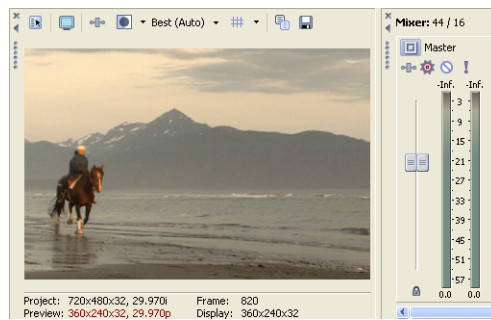 Best (Auto)
Project: 720x480x32, 29.970i
Frame: 820
Preview: 360x240x32, 29.970p
Display: 360x240x32
Mixer: 44 / 16
Master
-Inf. -Inf.
3
9
15
21
27
33
39
45
51
57
0.0 0.0